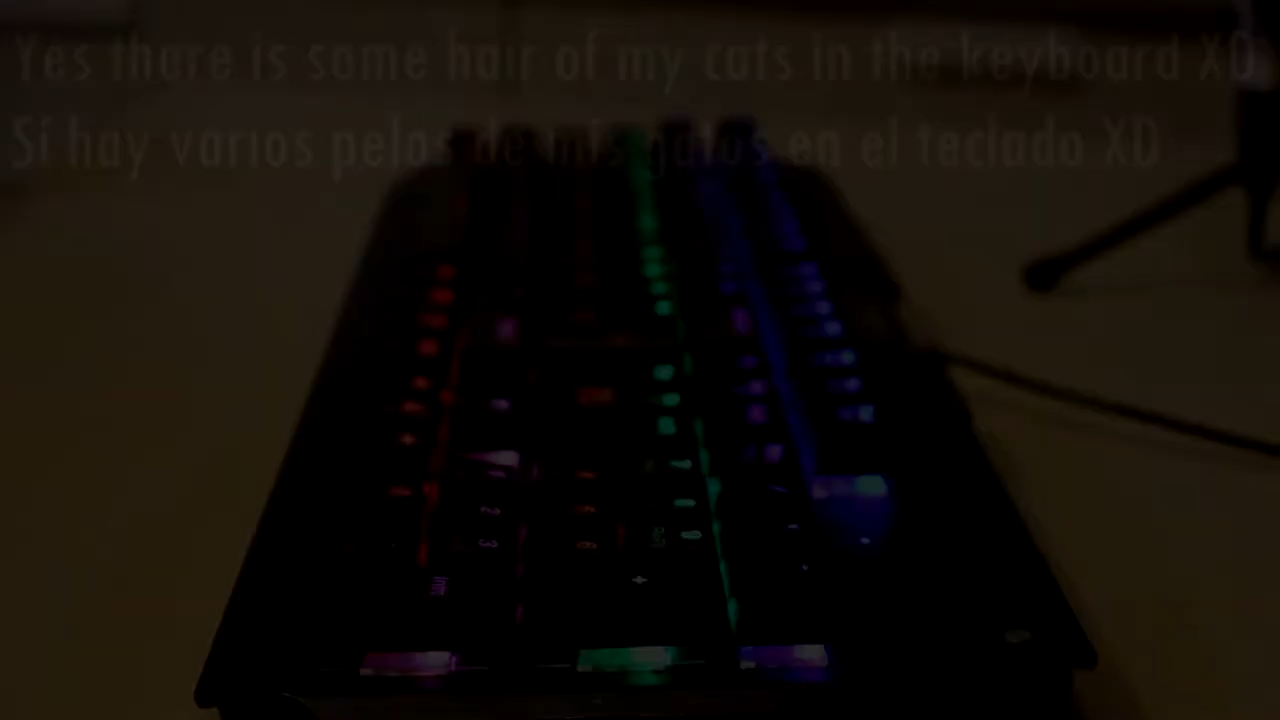 Yes there is some hair of my cats in the keyboard XD
Sí hay varios pelos de mis gatos en el teclado XD